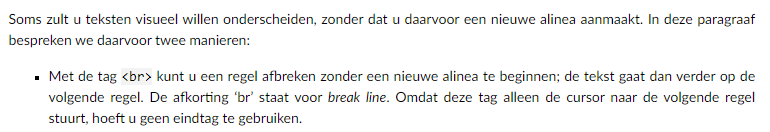 Soms zult u teksten visueel willen onderscheiden, zonder dat u daarvoor een nieuwe alinea aanmaakt. In deze paragraaf
bespreken we daarvoor twee manieren:
▪ Met de tag <br> kunt u een regel afbreken zonder een nieuwe alinea te beginnen; de tekst gaat dan verder op de
volgende regel. De afkorting 'br' staat voor break line. Omdat deze tag alleen de cursor naar de volgende regel
stuurt, hoeft u geen eindtag te gebruiken.